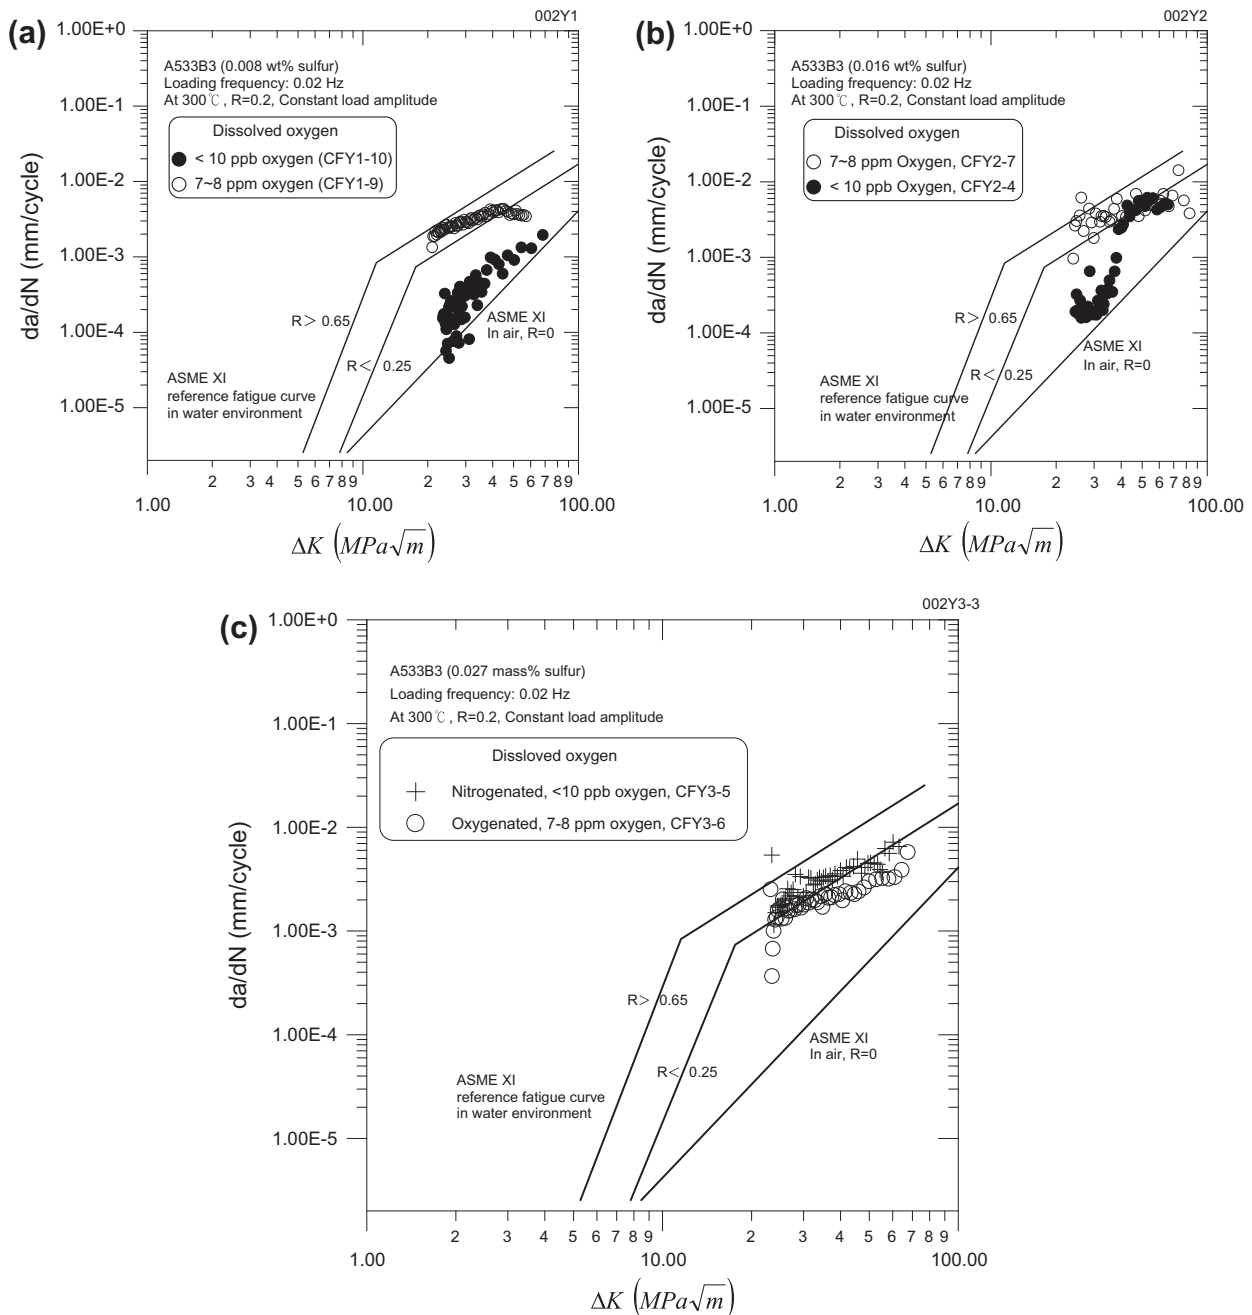 (a)
002Y1
1.00E+0
1.00E-1
1.00E-2
1.00E-3
1.00E-4
1.00E-5
da/dN (mm/cycle)
A533B3 (0.008 wt% sulfur)
Loading frequency: 0.02 Hz
At 300℃, R=0.2, Constant load amplitude
Dissolved oxygen
< 10 ppb oxygen (CFY1-10)
7~8 ppm oxygen (CFY1-9)
R> 0.65
R< 0.25
ASME XI
In air, R=0
ASME XI
reference fatigue curve
in water environment
2 3 4 5 6 7 8 9 2 3 4 5 6 7 8 9
1.00 10.00 100.00
ΔK (MPa√m)
(b)
002Y2
1.00E+0
1.00E-1
1.00E-2
1.00E-3
1.00E-4
1.00E-5
da/dN (mm/cycle)
A533B3 (0.016 wt% sulfur)
Loading frequency: 0.02 Hz
At 300℃, R=0.2, Constant load amplitude
Dissolved oxygen
7~8 ppm Oxygen, CFY2-7
< 10 ppb Oxygen, CFY2-4
R> 0.65
R< 0.25
ASME XI
In air, R=0
ASME XI
reference fatigue curve
in water environment
2 3 4 5 6 7 8 9 2 3 4 5 6 7 8 9
1.00 10.00 100.00
ΔK (MPa√m)
(c)
002Y3-3
1.00E+0
1.00E-1
1.00E-2
1.00E-3
1.00E-4
1.00E-5
da/dN (mm/cycle)
A533B3 (0.027 mass% sulfur)
Loading frequency: 0.02 Hz
At 300℃, R=0.2, Constant load amplitude
Dissloved oxygen
Nitrogenated, <10 ppb oxygen, CFY3-5
Oxygenated, 7-8 ppm oxygen, CFY3-6
R> 0.65
R< 0.25
ASME XI
In air, R=0
ASME XI
reference fatigue curve
in water environment
2 3 4 5 6 7 8 9 2 3 4 5 6 7 8 9
1.00 10.00 100.00
ΔK (MPa√m)